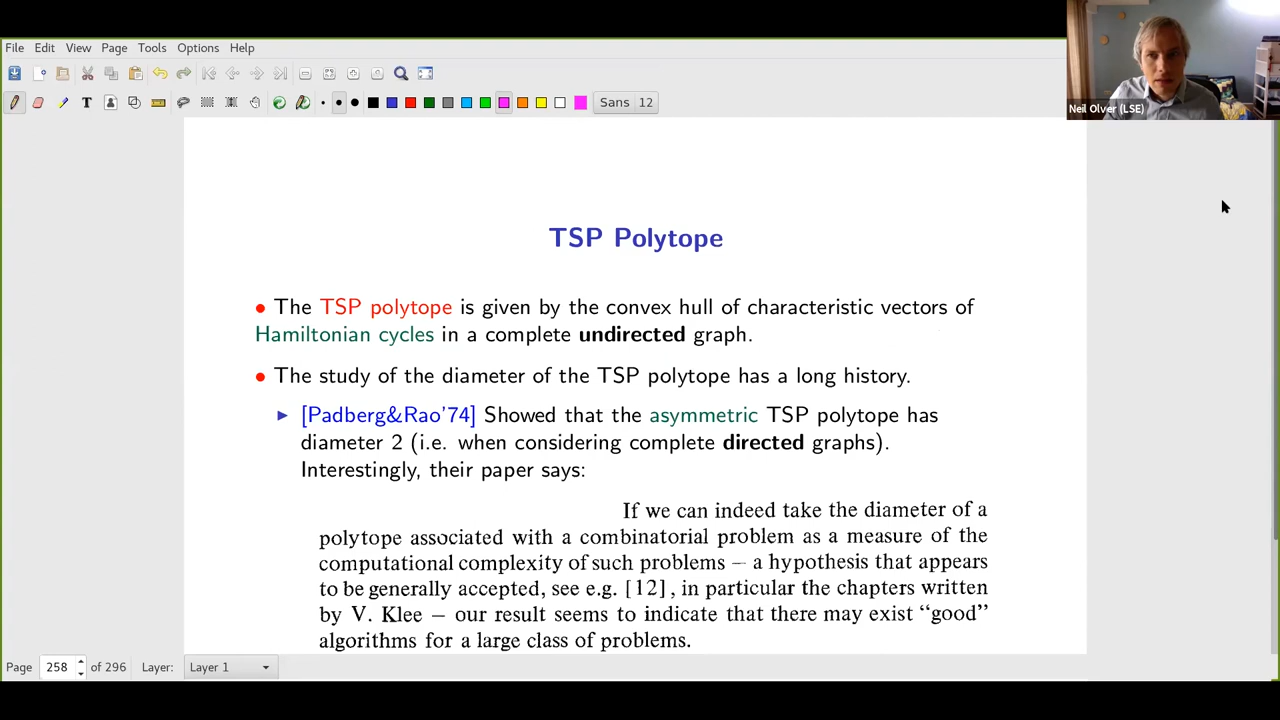 File Edit View Page Tools Options Help
Neil Olver (LSE)
Sans 12
TSP Polytope
• The TSP polytope is given by the convex hull of characteristic vectors of
Hamiltonian cycles in a complete undirected graph.
• The study of the diameter of the TSP polytope has a long history.
▶ [Padberg&Rao'74] Showed that the asymmetric TSP polytope has
diameter 2 (i.e. when considering complete directed graphs).
Interestingly, their paper says:
If we can indeed take the diameter of a
polytope associated with a combinatorial problem as a measure of the
computational complexity of such problems – a hypothesis that appears
to be generally accepted, see e.g. [12], in particular the chapters written
by V. Klee – our result seems to indicate that there may exist “good”
algorithms for a large class of problems.
Page 258 of 296 Layer: Layer 1